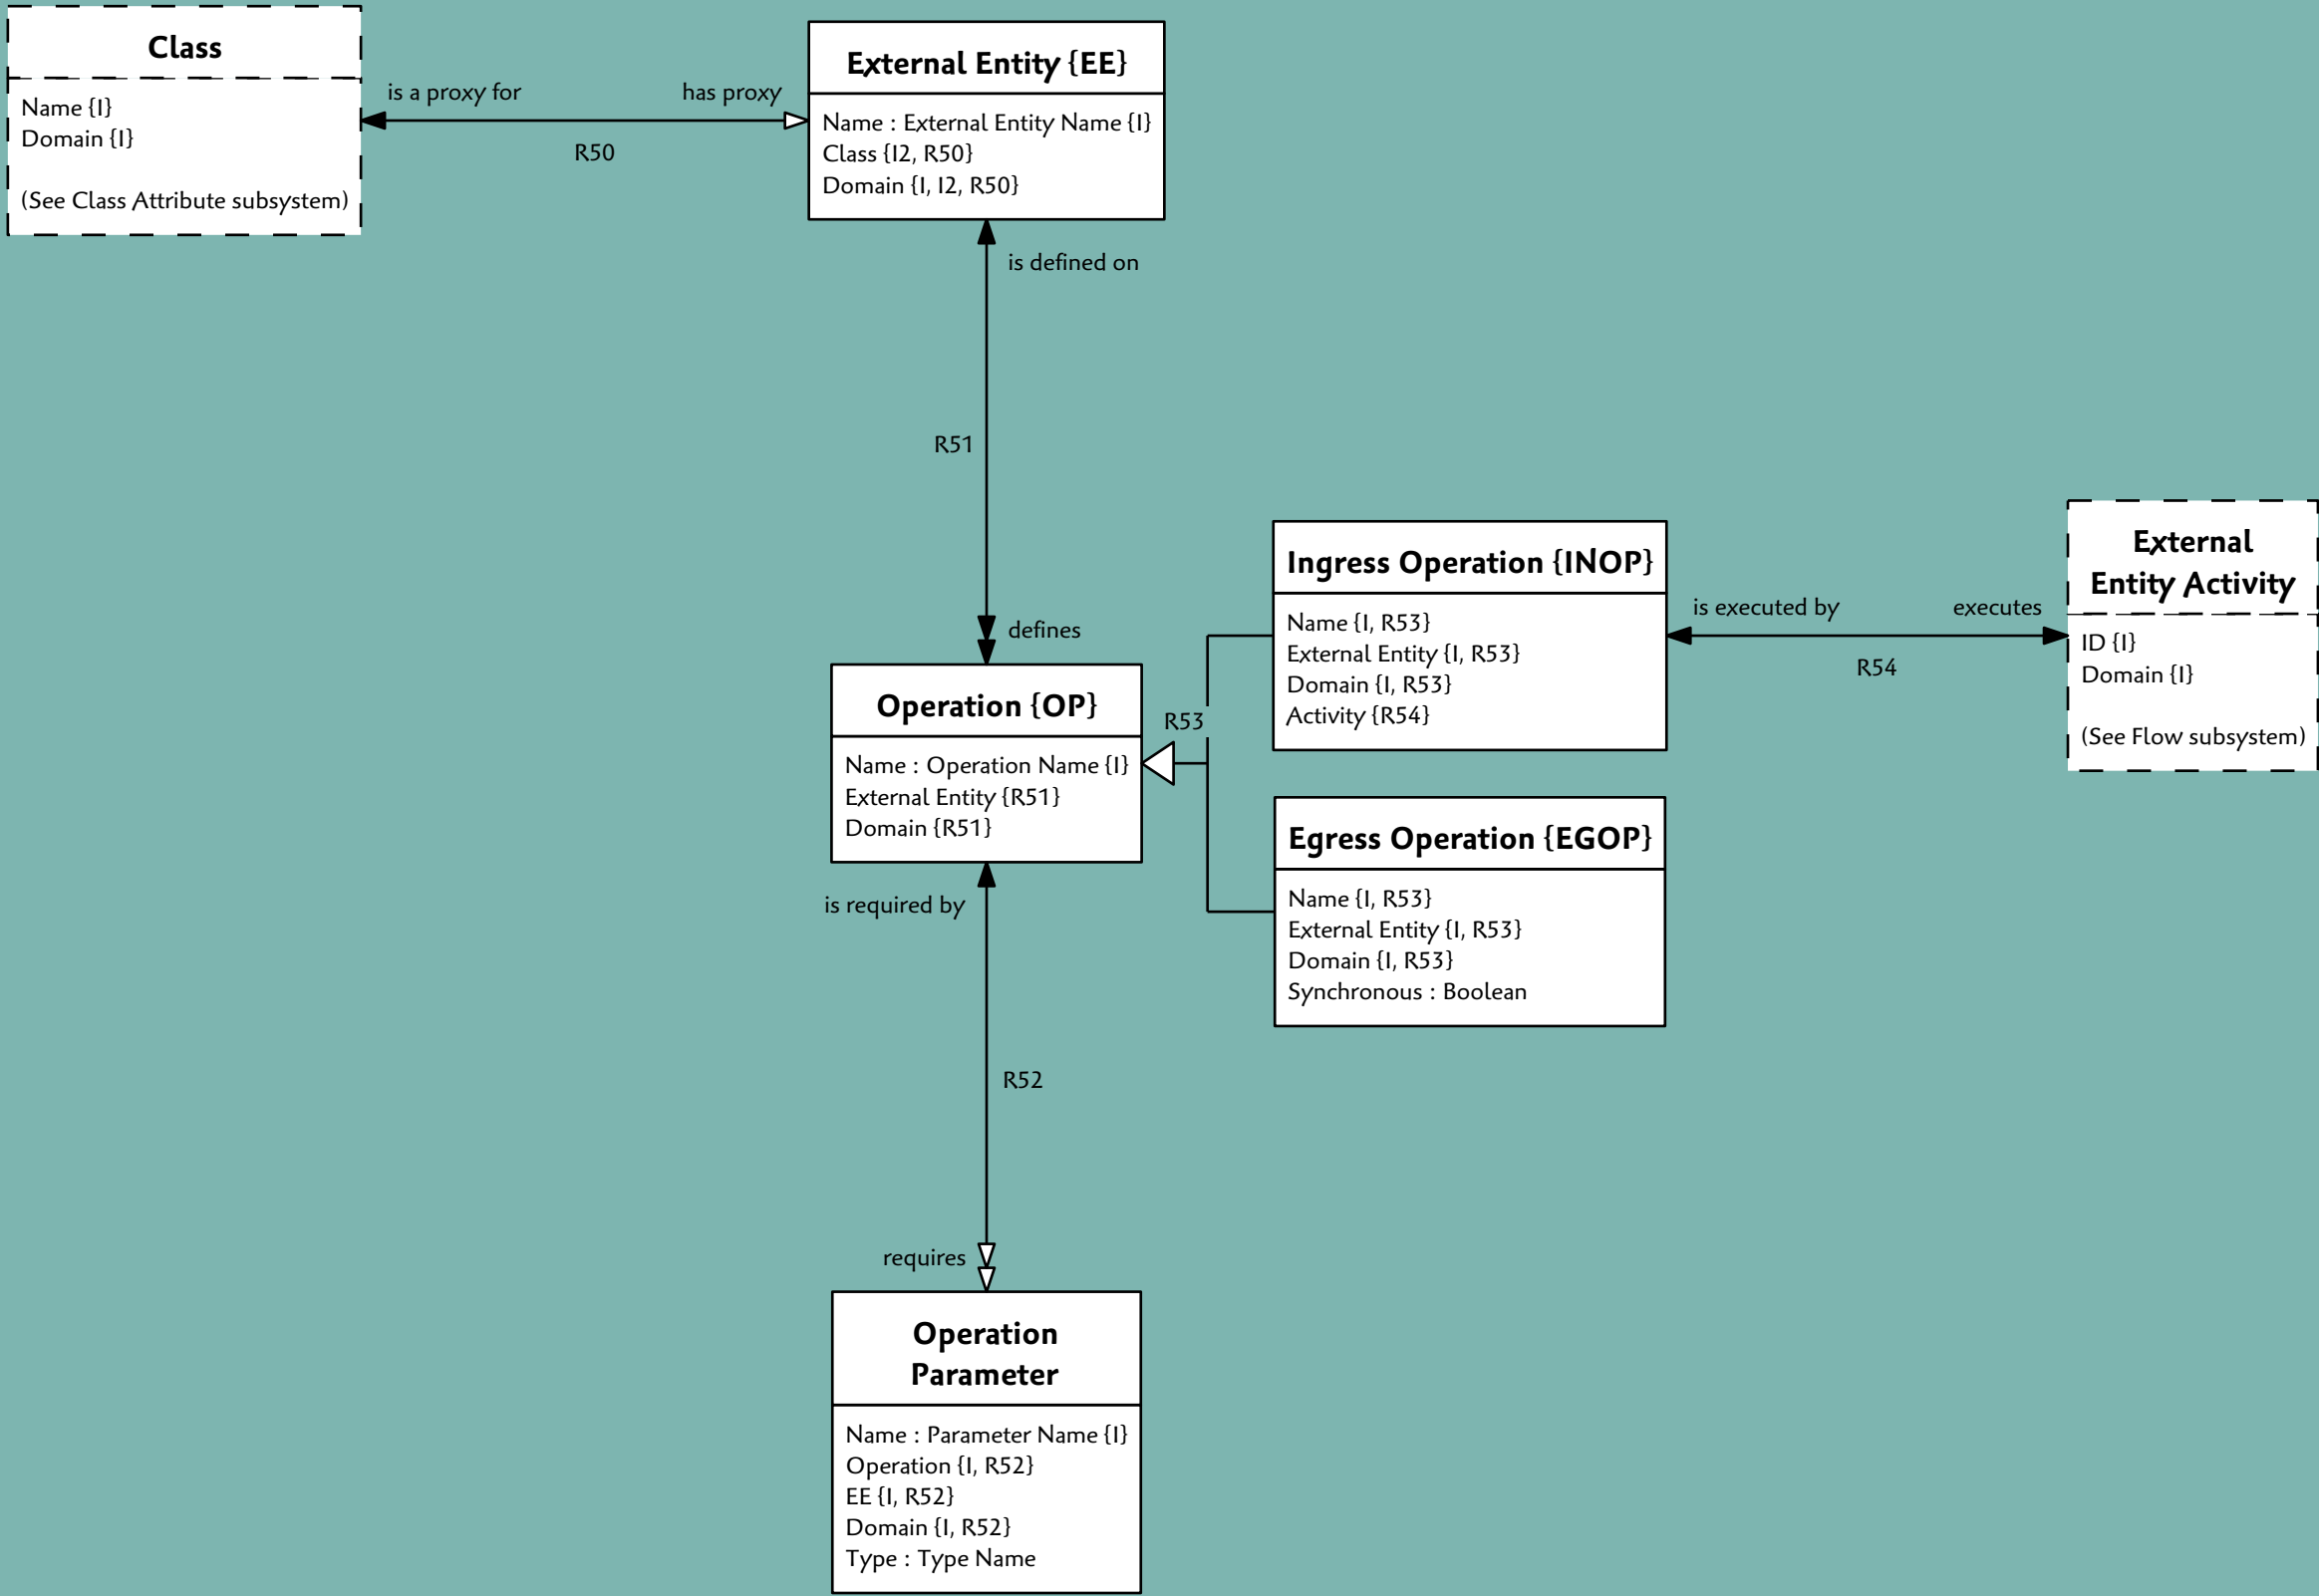 Class
Name {I}
Domain {I}
(See Class Attribute subsystem)
is a proxy for
has proxy
R50
External Entity {EE}
Name : External Entity Name {I}
Class {I2, R50}
Domain {I, I2, R50}
is defined on
R51
defines
Operation {OP}
Name : Operation Name {I}
External Entity {R51}
Domain {R51}
R53
Ingress Operation {INOP}
Name {I, R53}
External Entity {I, R53}
Domain {I, R53}
Activity {R54}
is executed by
executes
R54
External
Entity Activity
ID {I}
Domain {I}
(See Flow subsystem)
Egress Operation {EGOP}
Name {I, R53}
External Entity {I, R53}
Domain {I, R53}
Synchronous : Boolean
is required by
R52
requires
Operation
Parameter
Name : Parameter Name {I}
Operation {I, R52}
EE {I, R52}
Domain {I, R52}
Type : Type Name